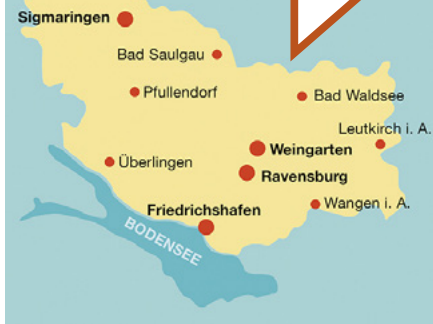 Sigmaringen
Bad Saulgau
Pfullendorf
Bad Waldsee
Leutkirch i. A.
Weingarten
Überlingen
Ravensburg
Wangen i. A.
Friedrichshafen
BODENSEE